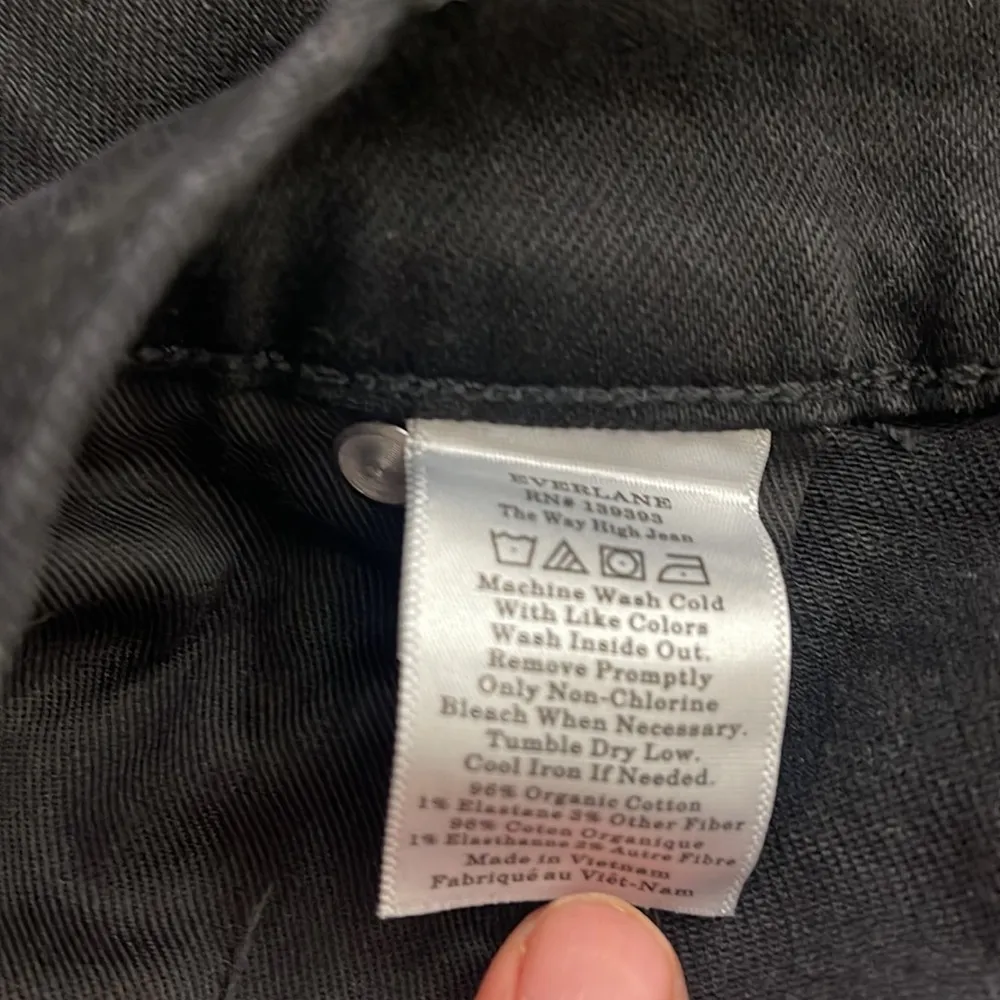 EVERLANE
RN# 139393
The Way High Jean
Machine Wash Cold
With Like Colors
Wash Inside Out.
Remove Promptly
Only Non-Chlorine
Bleach When Necessary.
Tumble Dry Low.
Cool Iron If Needed.
96% Organic Cotton
1% Elastane 3% Other Fiber
Coton Organique
1% Elasthanne Autre Fibre
Made in Vietnam
Fabriqué au Viêt-Nam